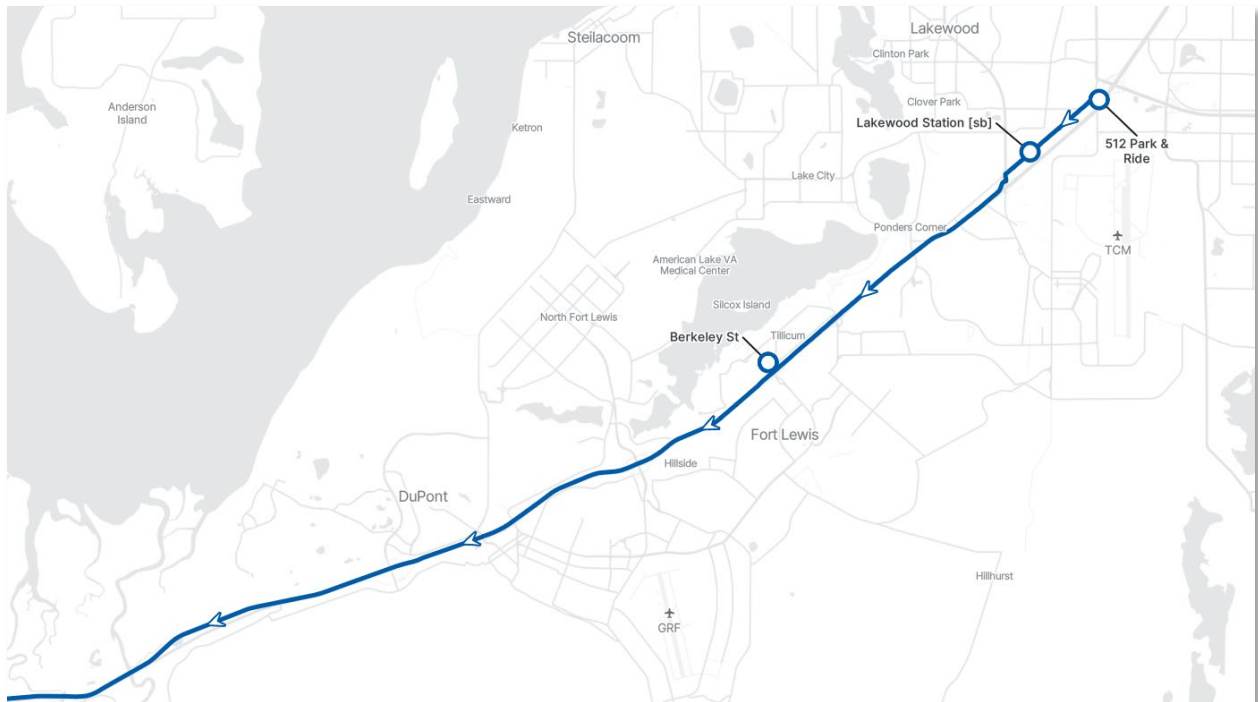 Steilacoom
Lakewood
Clinton Park
Anderson
Island
Clover Park
Ketron
Lakewood Station [sb]
512 Park &
Ride
Lake City
Eastward
Ponders Corner
TCM
American Lake VA
Medical Center
Silcox Island
North Fort Lewis
Berkeley St
Tillicum
Fort Lewis
Hillside
DuPont
Hillhurst
GRF